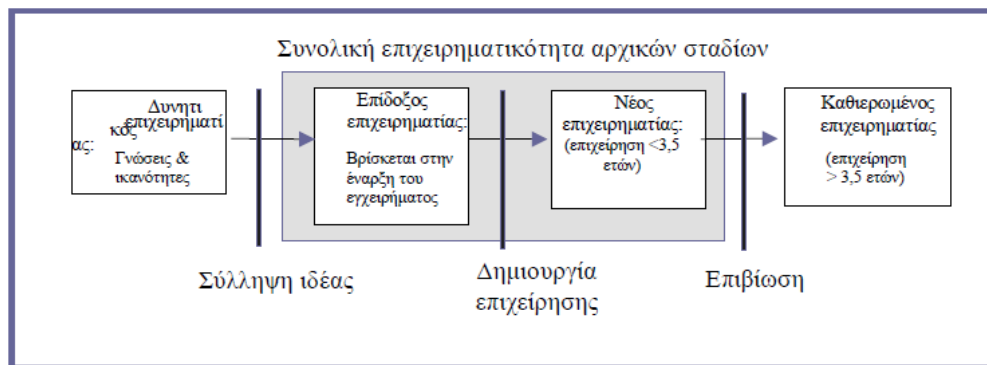 Συνολική επιχειρηματικότητα αρχικών σταδίων
Δυνητι
επιχειρηματί
κός
ας:
Γνώσεις &
ικανότητες
Επίδοξος
επιχειρηματίας:
Βρίσκεται στην
έναρξη του
εγχειρήματος
Νέος
επιχειρηματίας:
(επιχείρηση <3,5
ετών)
Καθιερωμένος
επιχειρηματίας
(επιχείρηση
> 3,5 ετών)
Σύλληψη ιδέας
Δημιουργία
επιχείρησης
Επιβίωση